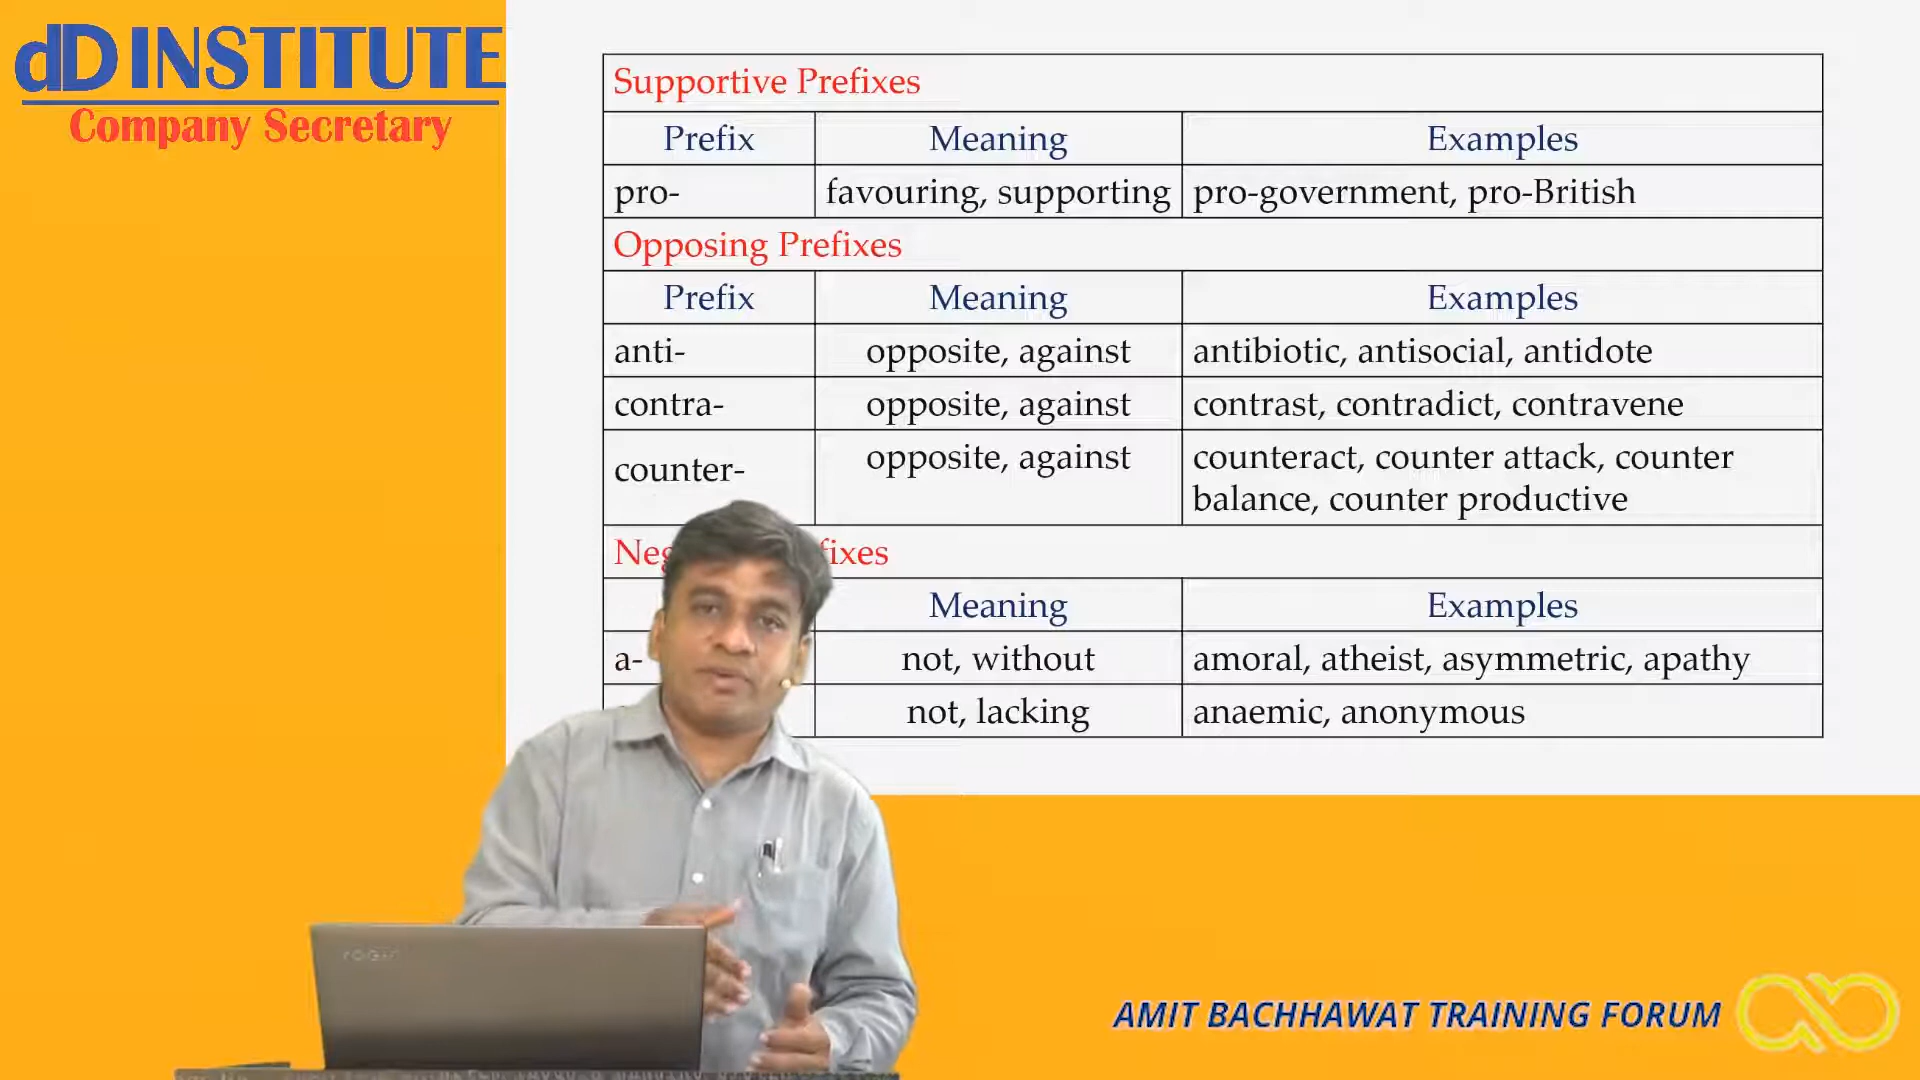 dD INSTITUTE
Company Secretary
Supportive Prefixes
Prefix Meaning Examples
pro- favouring, supporting pro-government, pro-British
Opposing Prefixes
Prefix Meaning Examples
anti- opposite, against antibiotic, antisocial, antidote
contra- opposite, against contrast, contradict, contravene
counter- opposite, against counteract, counter attack, counter
balance, counter productive
Meaning Examples
a- not, without amoral, atheist, asymmetric, apathy
not, lacking anaemic, anonymous
AMIT BACHHAWAT TRAINING FORUM